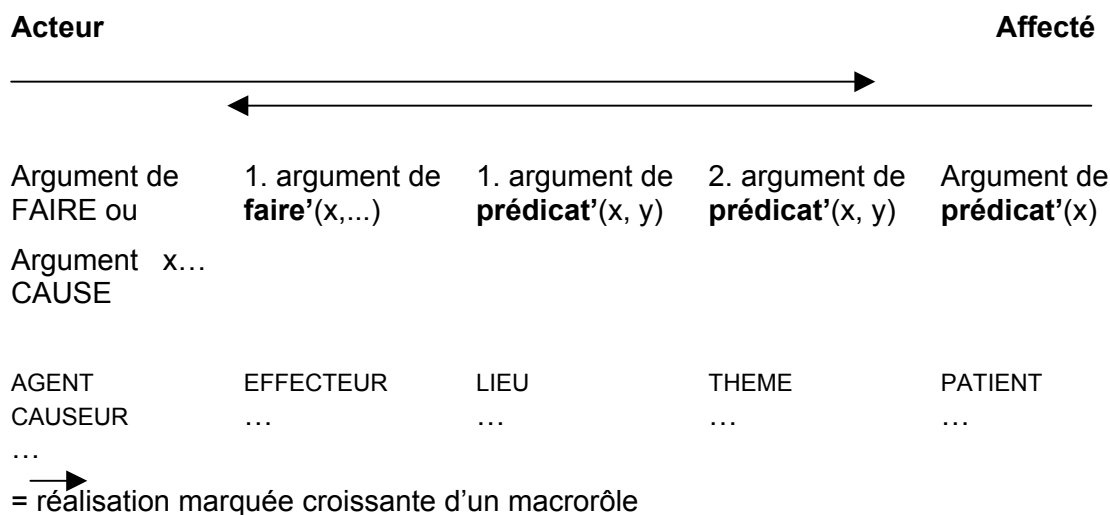 Acteur Affecté
Argument de 1. argument de 1. argument de 2. argument de Argument de
FAIRE ou faire’(x,...) prédicat’(x, y) prédicat’(x, y) prédicat’(x)
Argument x…
CAUSE
AGENT EFFECTEUR LIEU THEME PATIENT
CAUSEUR … … … …
…
= réalisation marquée croissante d’un macrorôle